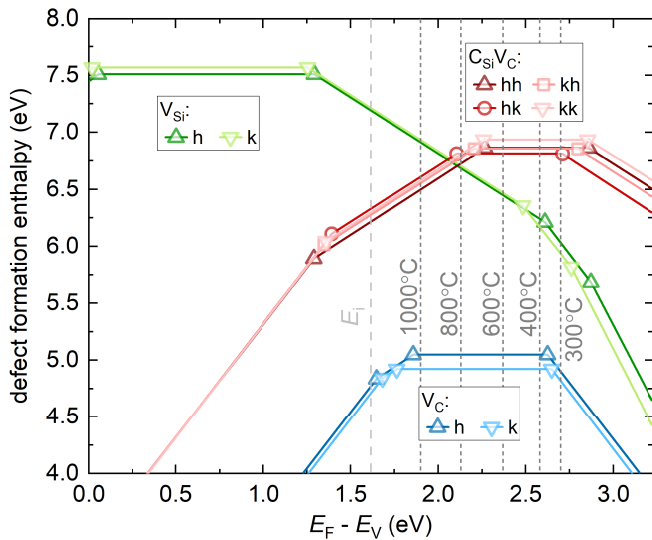 8.0
7.5
7.0
6.5
6.0
5.5
5.0
4.5
4.0
defect formation enthalpy (eV)
V_Si:
h k
C_SiV_C:
hh kh
hk kk
E_i
1000°C
800°C
600°C
400°C
300°C
V_C:
h k
0.0 0.5 1.0 1.5 2.0 2.5 3.0
E_F - E_V (eV)